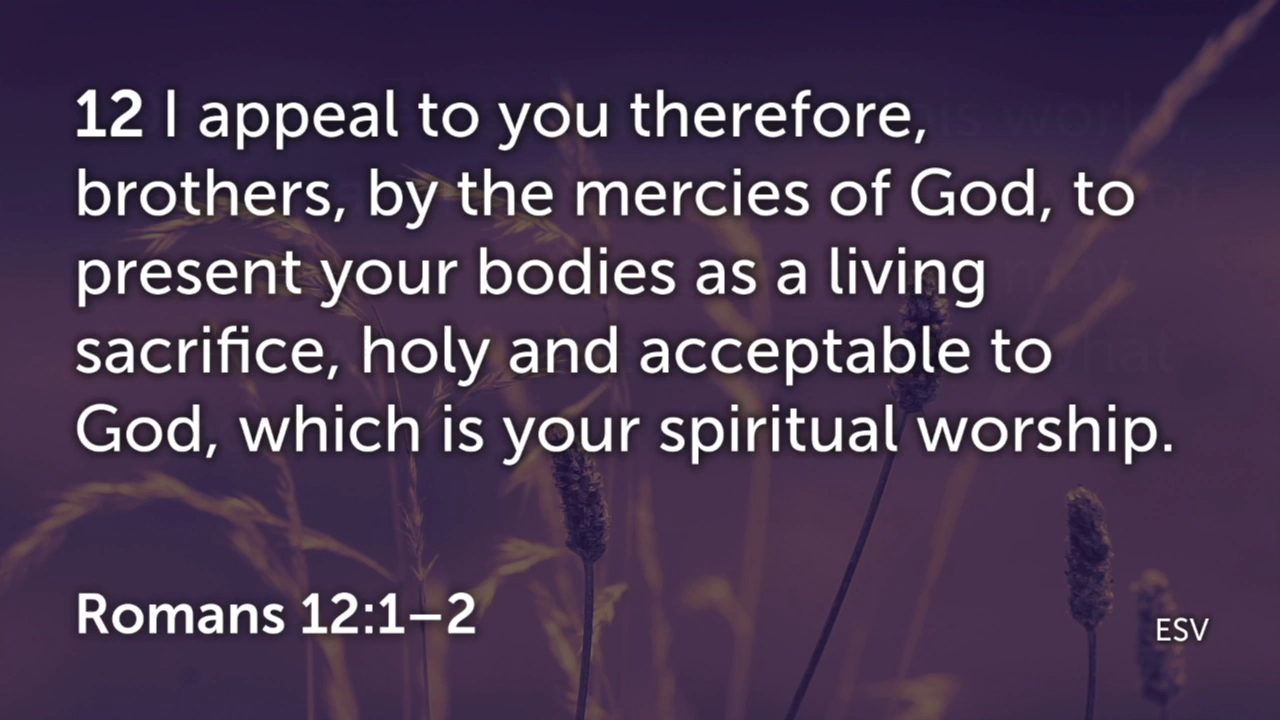 12 I appeal to you therefore,
brothers, by the mercies of God, to
present your bodies as a living
sacrifice, holy and acceptable to
God, which is your spiritual worship.
Romans 12:1–2
ESV